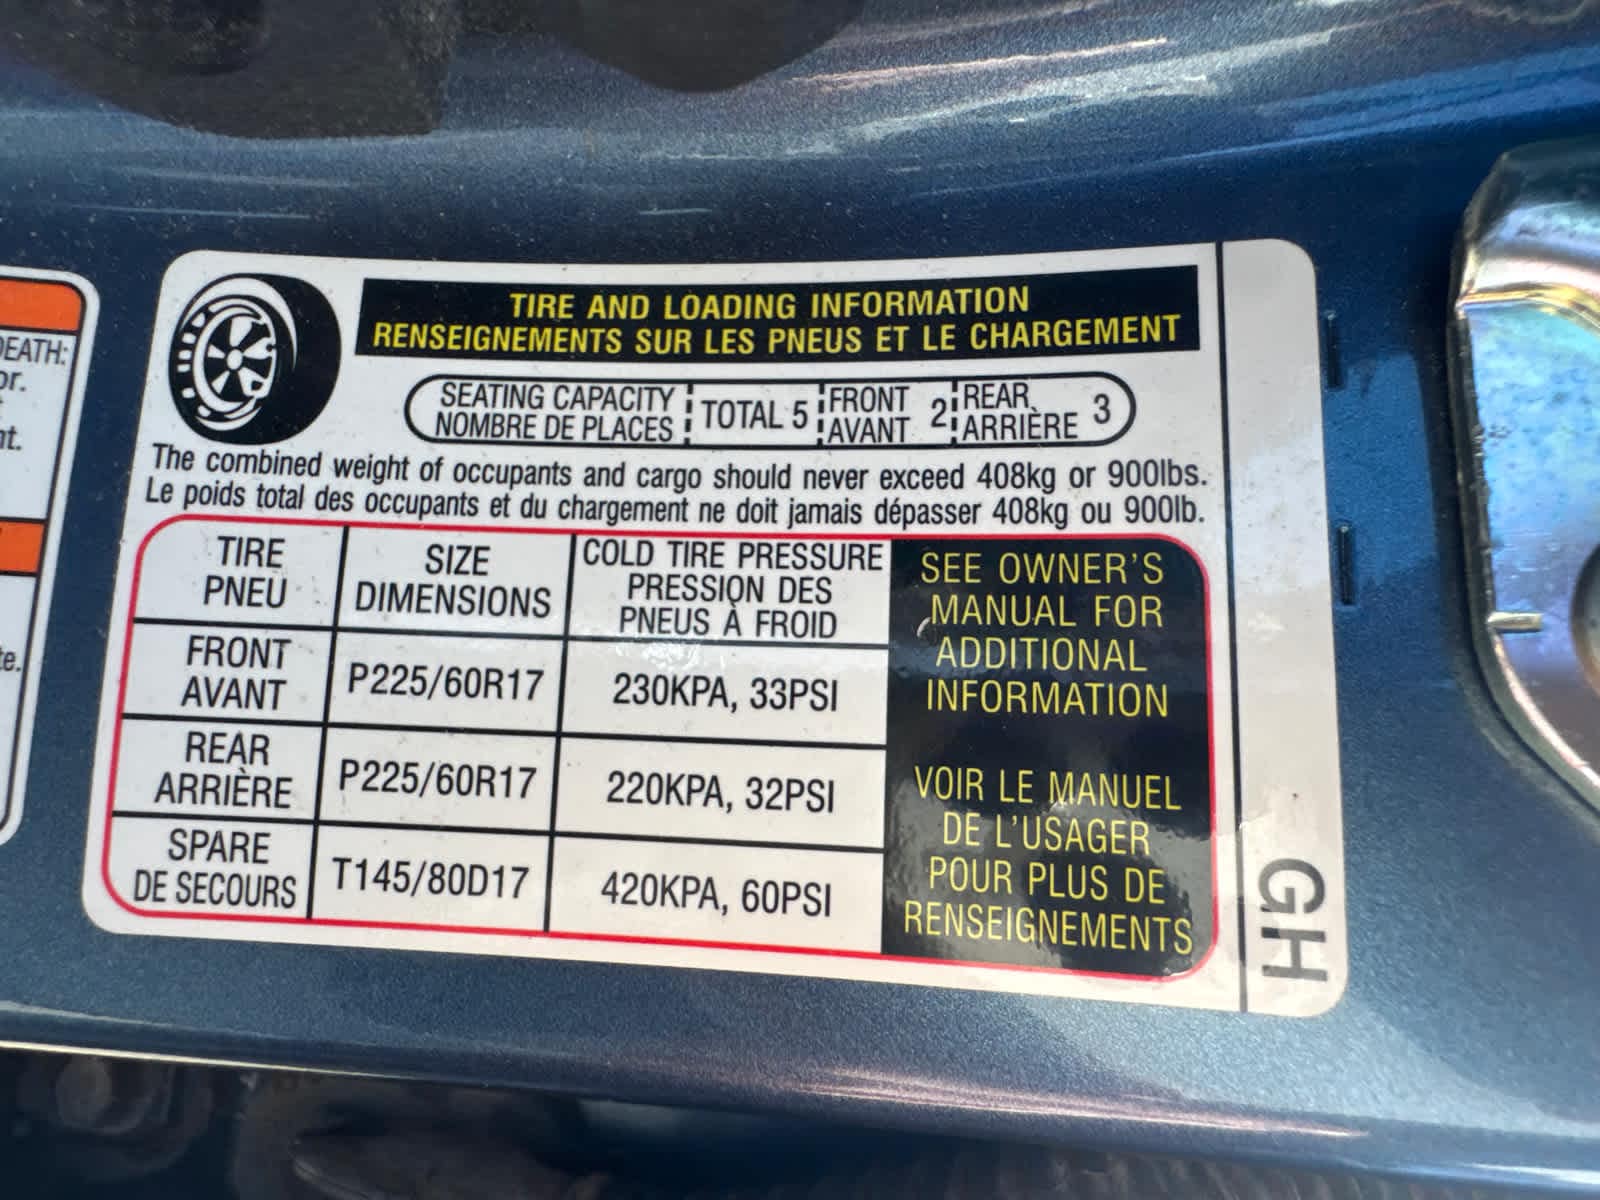 DEATH:
or.
nt.
te.
TIRE AND LOADING INFORMATION
RENSEIGNEMENTS SUR LES PNEUS ET LE CHARGEMENT
SEATING CAPACITY
NOMBRE DE PLACES
TOTAL 5
FRONT
AVANT
2
REAR
ARRIÈRE
3
The combined weight of occupants and cargo should never exceed 408kg or 900lbs.
Le poids total des occupants et du chargement ne doit jamais dépasser 408kg ou 900lb.
TIRE
PNEU
SIZE
DIMENSIONS
COLD TIRE PRESSURE
PRESSION DES
PNEUS À FROID
FRONT
AVANT
P225/60R17
230KPA, 33PSI
REAR
ARRIÈRE
P225/60R17
220KPA, 32PSI
SPARE
DE SECOURS
T145/80D17
420KPA, 60PSI
SEE OWNER'S
MANUAL FOR
ADDITIONAL
INFORMATION
VOIR LE MANUEL
DE L'USAGER
POUR PLUS DE
RENSEIGNEMENTS
GH